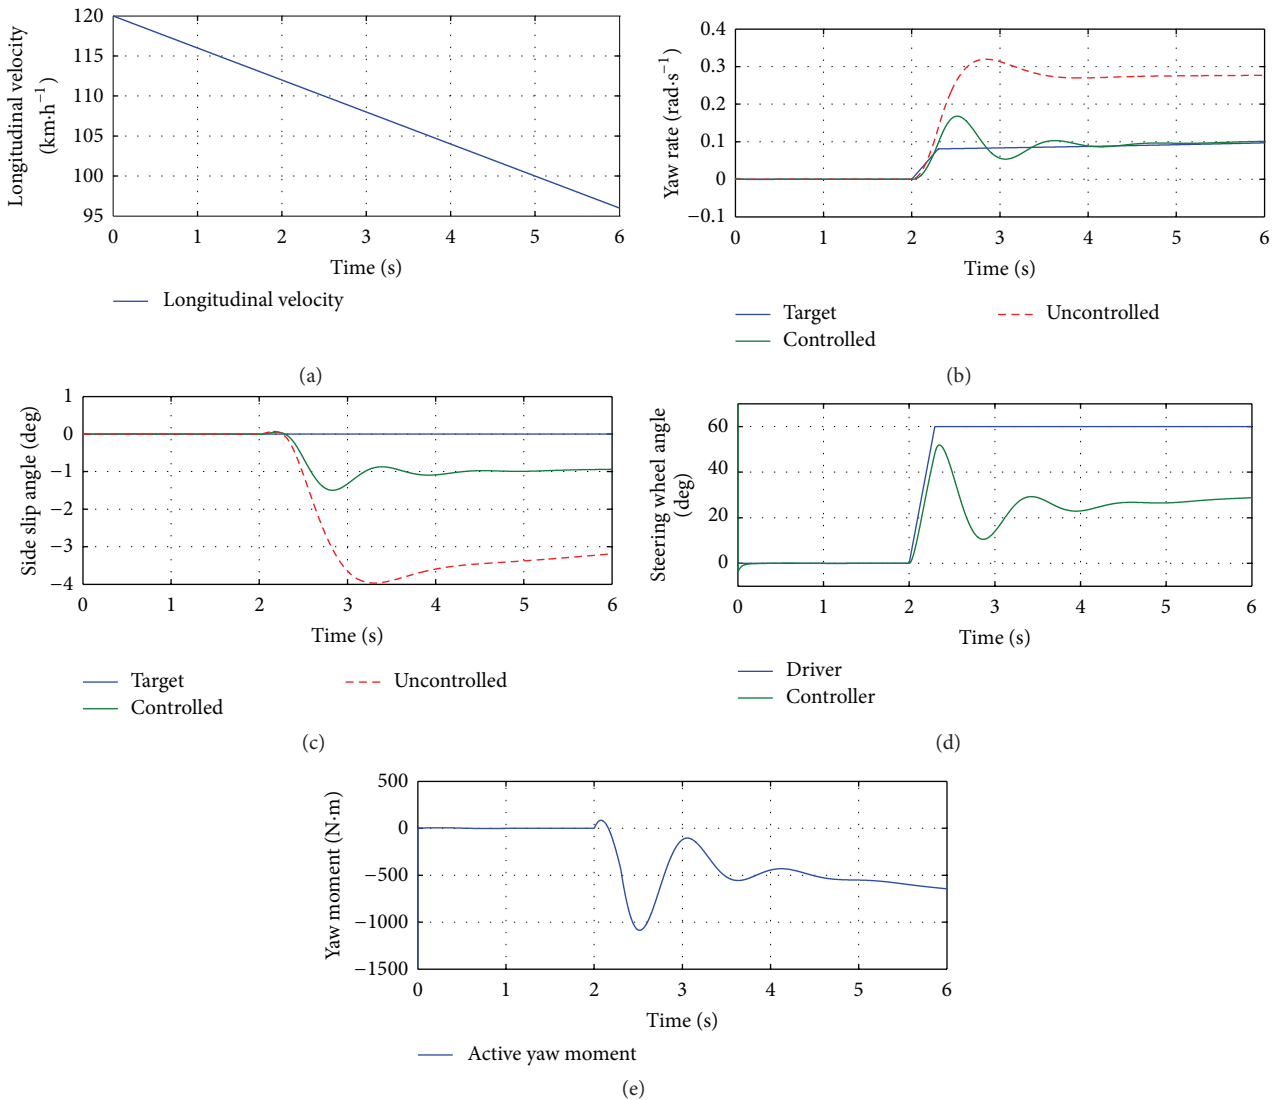 120
115
110
105
100
95
Longitudinal velocity
(km·h⁻¹)
0 1 2 3 4 5 6
Time (s)
Longitudinal velocity
(a)
0.4
0.3
0.2
0.1
0
−0.1
Yaw rate (rad·s⁻¹)
0 1 2 3 4 5 6
Time (s)
Target
Controlled
Uncontrolled
(b)
1
0
−1
−2
−3
−4
Side slip angle (deg)
0 1 2 3 4 5 6
Time (s)
Target
Controlled
Uncontrolled
(c)
60
40
20
0
Steering wheel angle
(deg)
0 1 2 3 4 5 6
Time (s)
Driver
Controller
(d)
500
0
−500
−1000
−1500
Yaw moment (N·m)
0 1 2 3 4 5 6
Time (s)
Active yaw moment
(e)